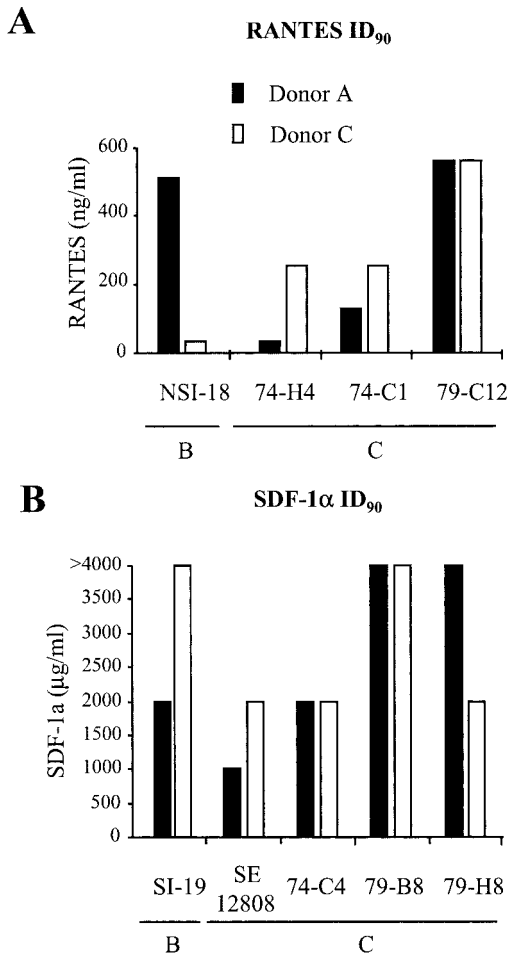 A
RANTES ID90
Donor A
Donor C
RANTES (ng/ml)
600
400
200
0
NSI-18 74-H4 74-C1 79-C12
B C
B
SDF-1α ID90
SDF-1a (µg/ml)
>4000
3500
3000
2000
2000
1500
1000
500
0
SI-19 SE 12808 74-C4 79-B8 79-H8
B C